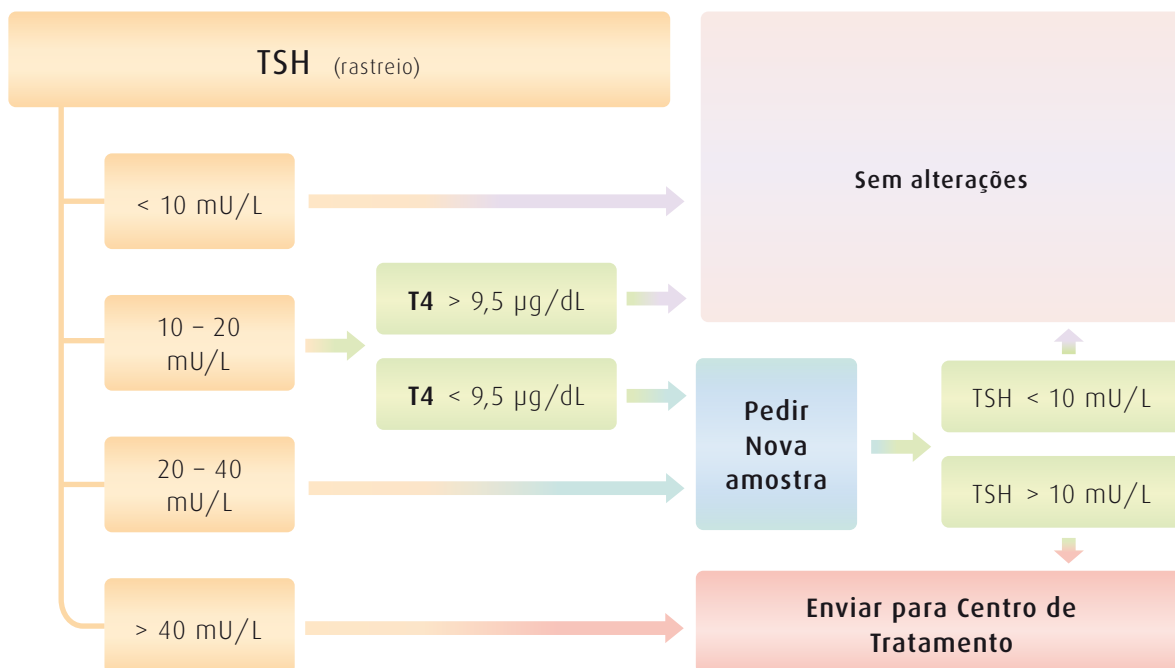 TSH (rastreio)
Sem alterações
< 10 mU/L
T4 > 9,5 µg/dL
10 – 20
mU/L
T4 < 9,5 µg/dL
Pedir
Nova
amostra
TSH < 10 mU/L
20 – 40
mU/L
TSH > 10 mU/L
> 40 mU/L
Enviar para Centro de
Tratamento